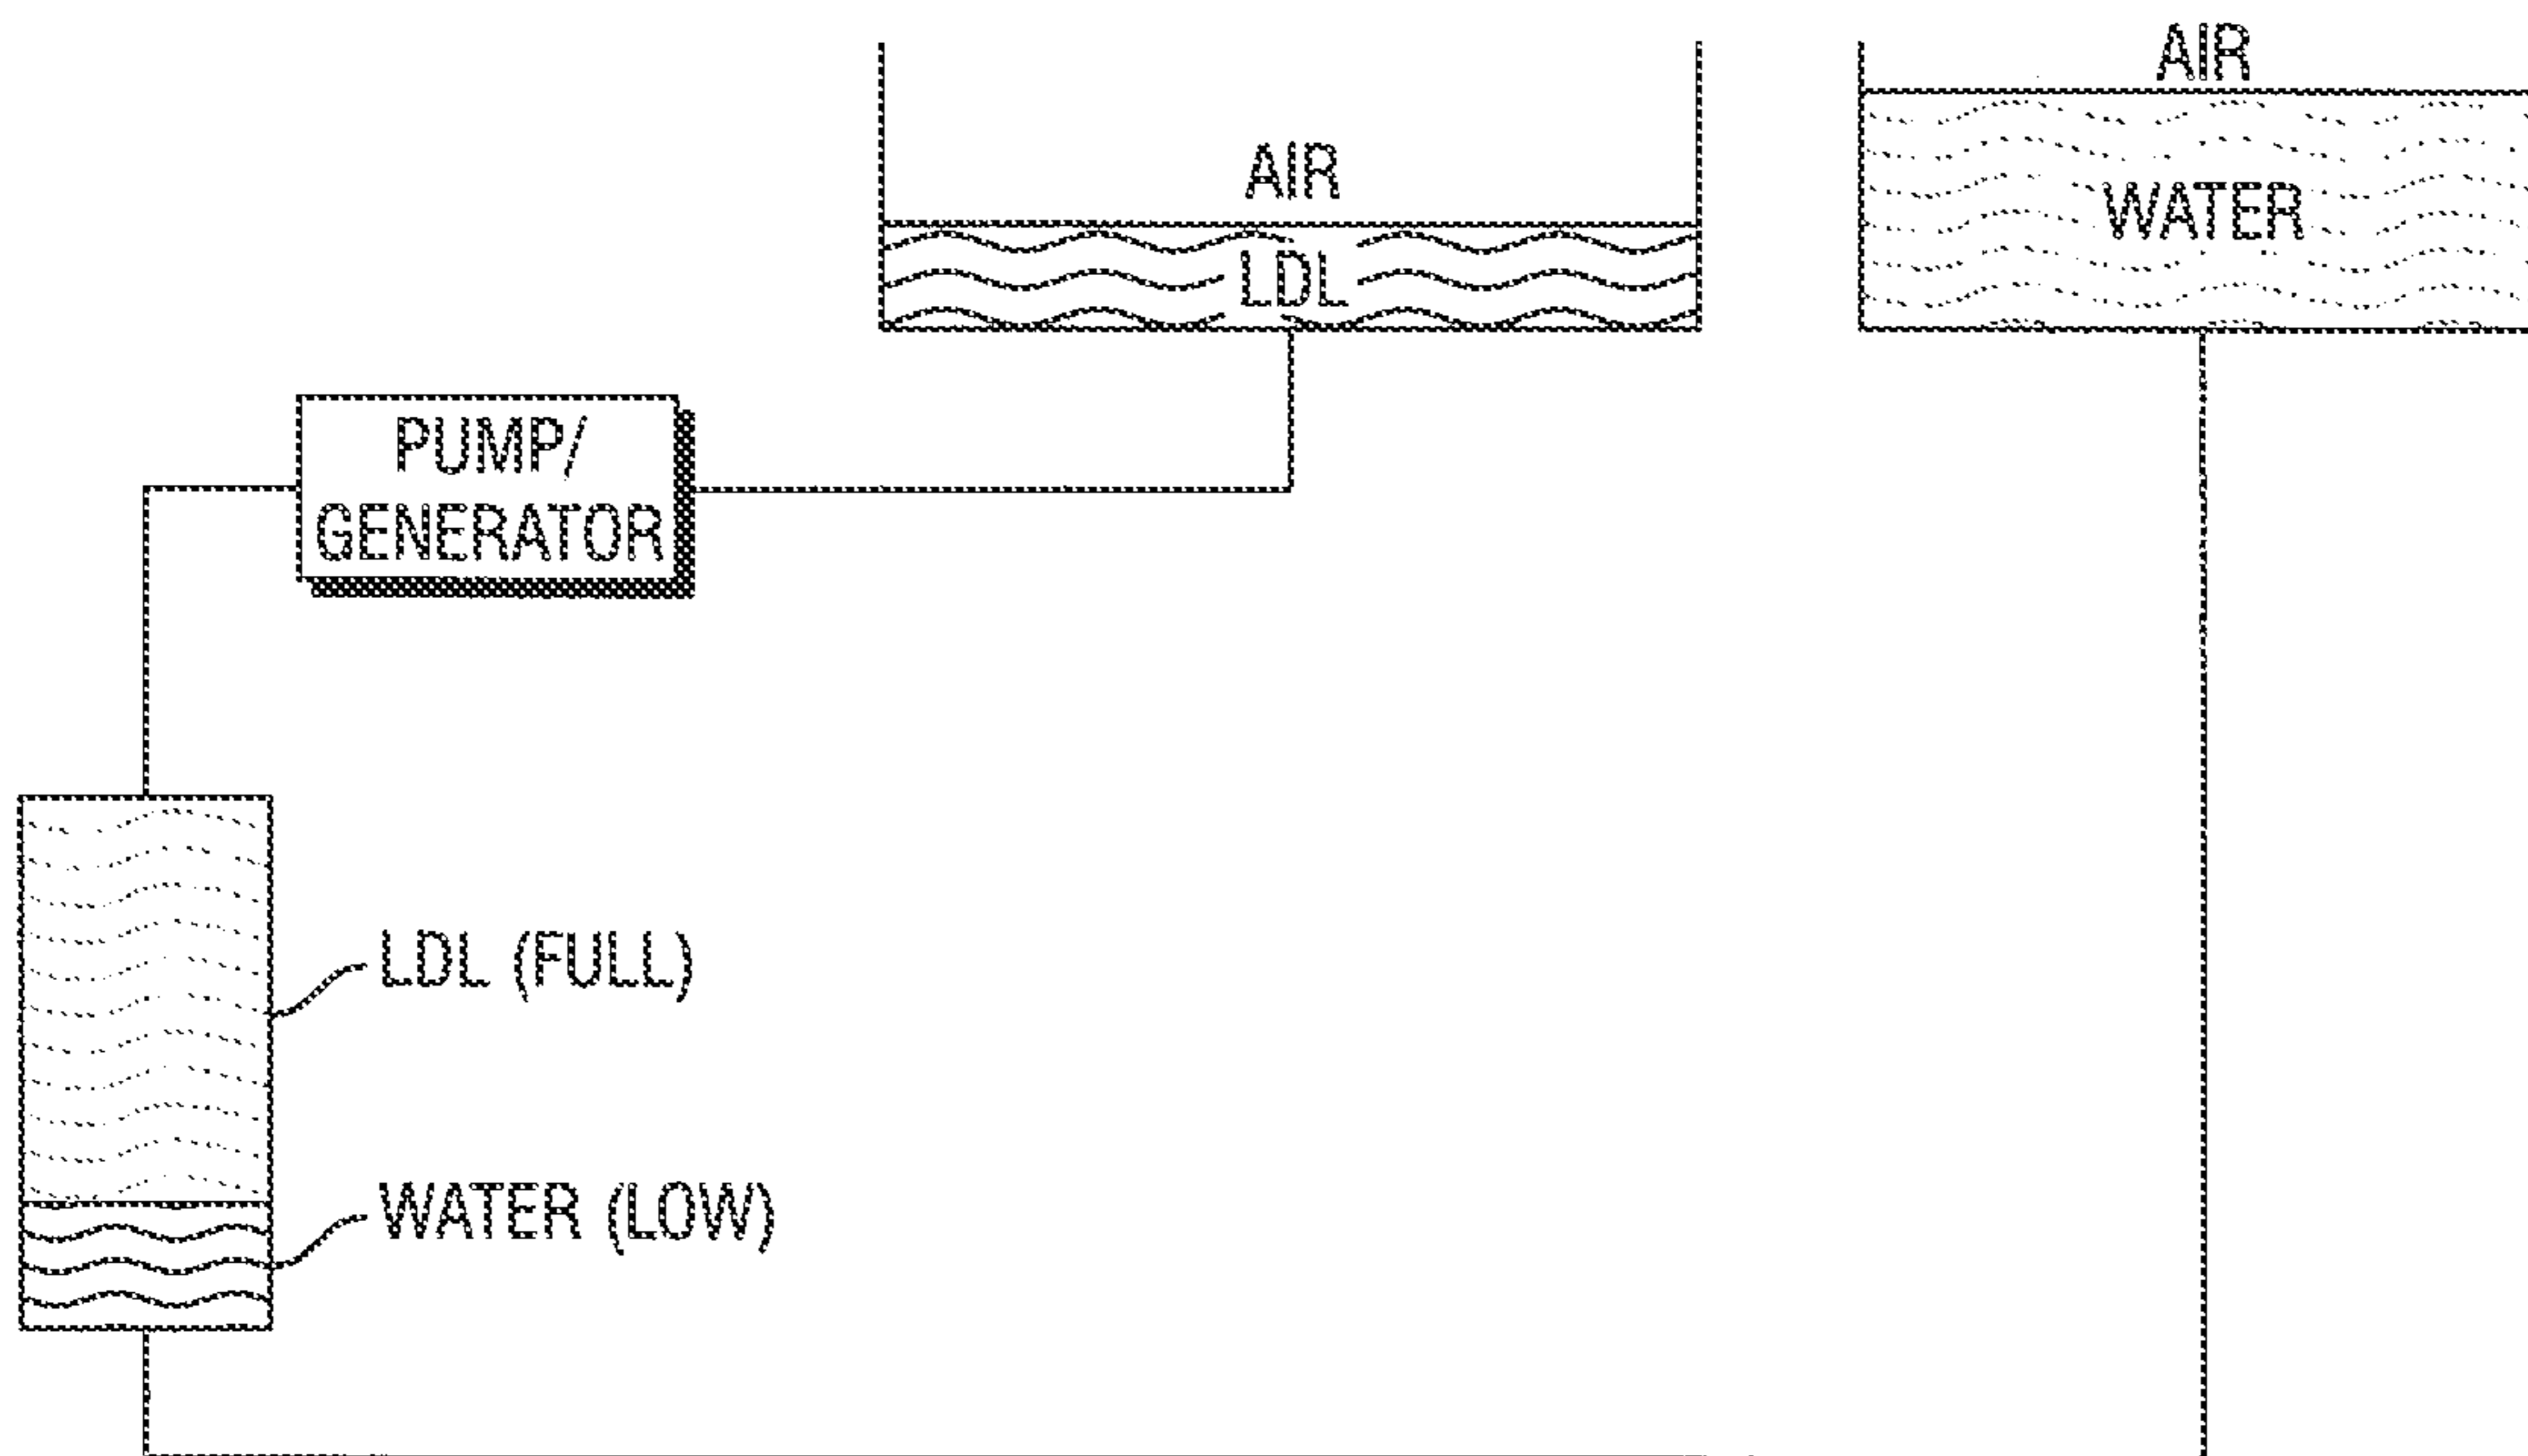 AIR
AIR
WATER
LDL
PUMP/
GENERATOR
LDL (FULL)
WATER (LOW)